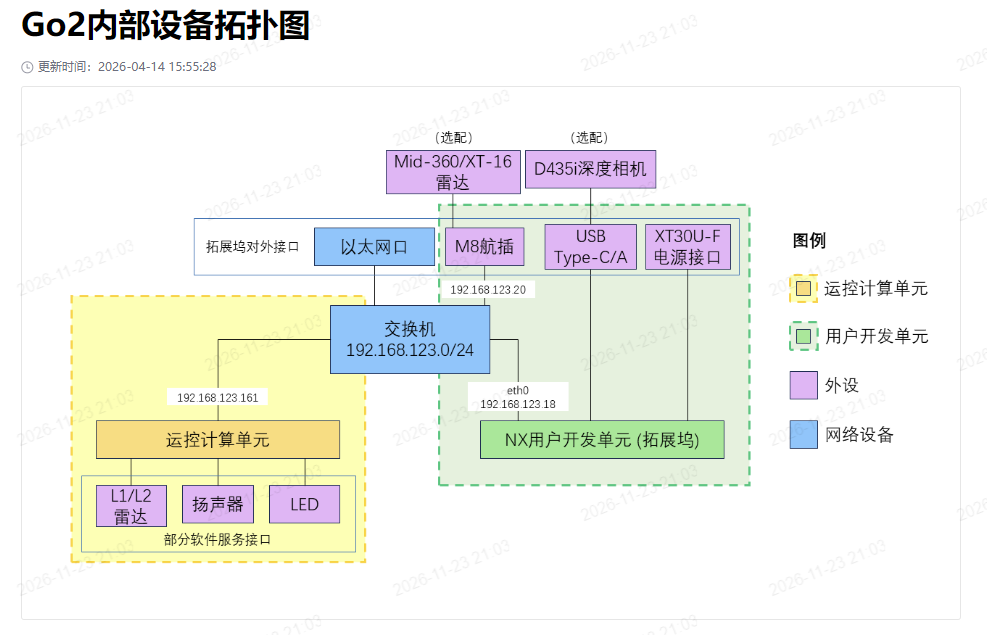 Go2内部设备拓扑图
更新时间：2026-04-14 15:55:28
（选配）
（选配）
Mid-360/XT-16
雷达
D435i深度相机
拓展坞对外接口
以太网口
M8航插
USB
Type-C/A
XT30U-F
电源接口
192.168.123.20
交换机
192.168.123.0/24
192.168.123.161
eth0
192.168.123.18
运控计算单元
NX用户开发单元 (拓展坞)
L1/L2
雷达
扬声器
LED
部分软件服务接口
图例
运控计算单元
用户开发单元
外设
网络设备
2026-11-23 21:03